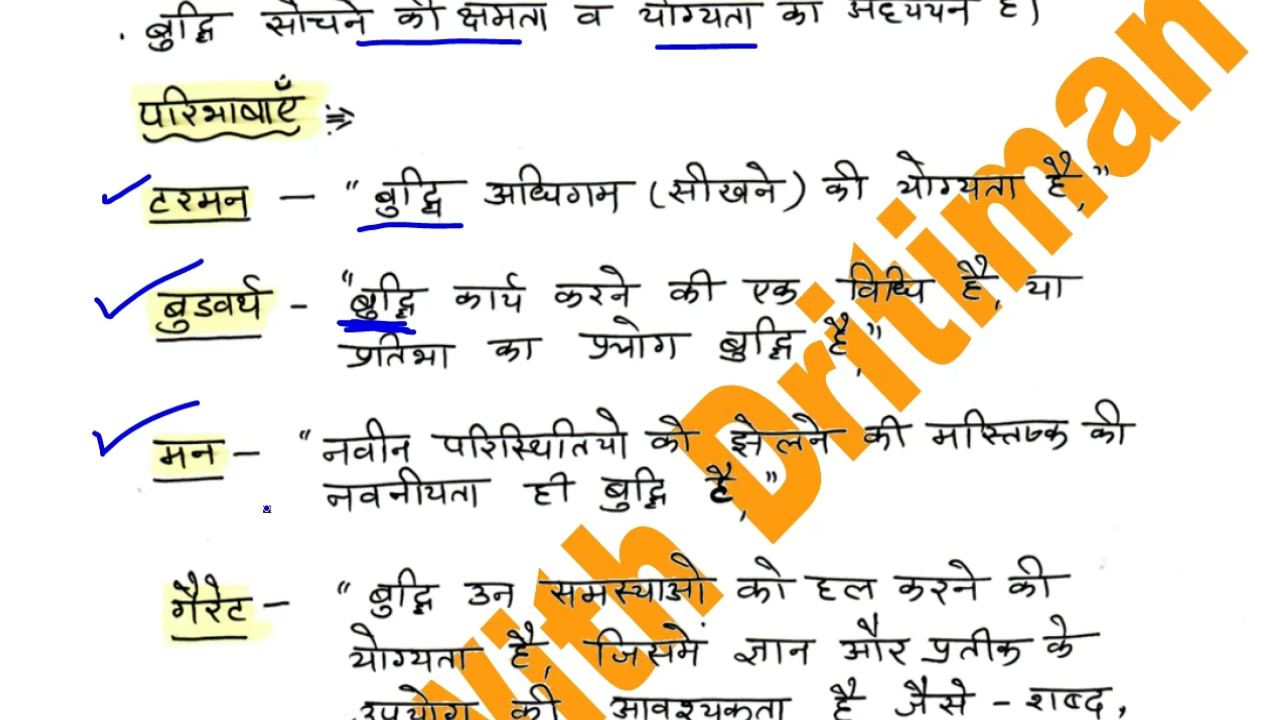 . बुद्धि सोचने की क्षमता व योग्यता का अध्ययन है।
परिभाषाएँ ⇒
टरमन — " बुद्धि अधिगम (सीखने) की योग्यता है,"
वुडवर्थ - "बुद्धि कार्य करने की एक विधि है, या
प्रतिभा का प्रयोग बुद्धि है,"
मन — " नवीन परिस्थितियो को झेलने की मस्तिष्क की
नवनीयता ही बुद्धि है,"
गैरेट — " बुद्धि उन समस्याओ को हल करने की
योग्यता है, जिसमें ज्ञान और प्रतीक के
उपयोग की आवश्यकता है जैसे - शब्द,
With Dritiman